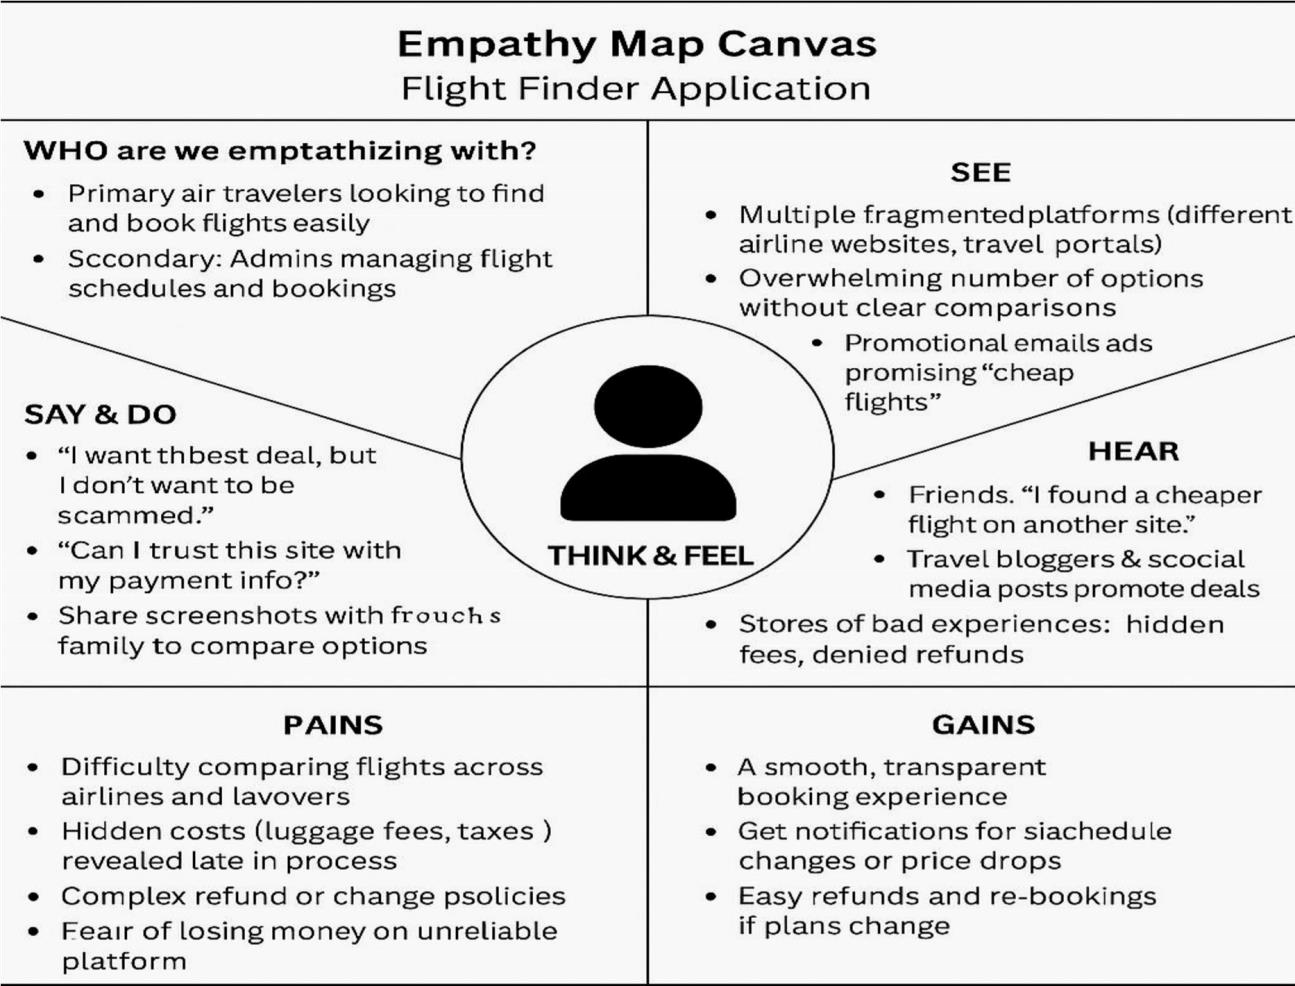 Empathy Map Canvas
Flight Finder Application
WHO are we emptathizing with?
• Primary air travelers looking to find
and book flights easily
• Sccondary: Admins managing flight
schedules and bookings
SEE
• Multiple fragmented platforms (different
airline websites, travel portals)
• Overwhelming number of options
without clear comparisons
• Promotional emails ads
promising “cheap
flights”
SAY & DO
• “I want thbest deal, but
I don’t want to be
scammed.”
• “Can I trust this site with
my payment info?”
• Share screenshots with frouchs
family to compare options
THINK & FEEL
HEAR
• Friends. “I found a cheaper
flight on another site.”
• Travel bloggers & scocial
media posts promote deals
• Stores of bad experiences: hidden
fees, denied refunds
PAINS
• Difficulty comparing flights across
airlines and lavovers
• Hidden costs (luggage fees, taxes )
revealed late in process
• Complex refund or change psolicies
• Feaır of losing money on unreliable
platform
GAINS
• A smooth, transparent
booking experience
• Get notifications for siachedule
changes or price drops
• Easy refunds and re-bookings
if plans change